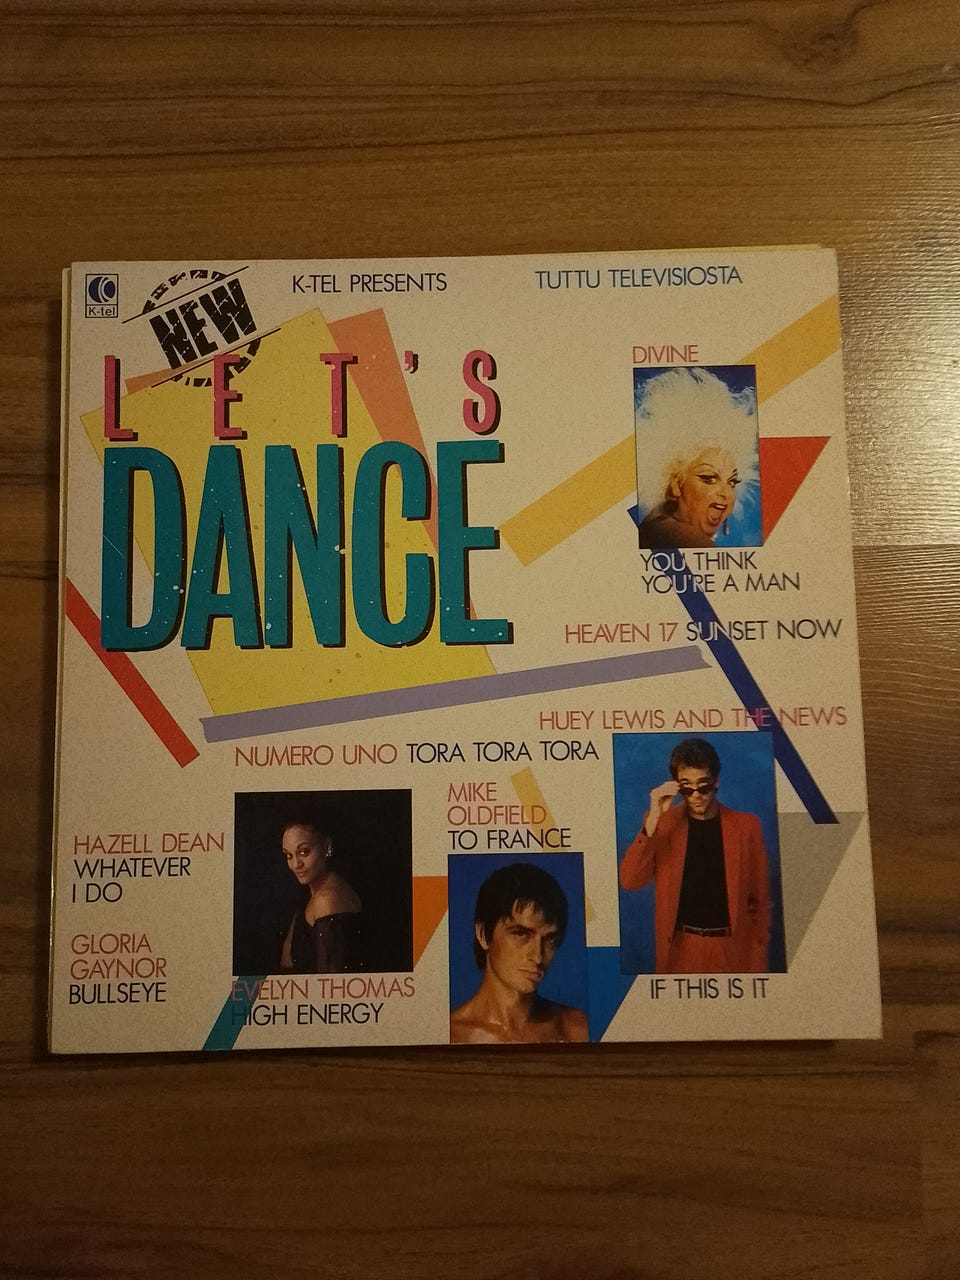 K-tel
NEW
K-TEL PRESENTS
TUTTU TELEVISIOSTA
LET'S
DANCE
DIVINE
YOU THINK
YOU'RE A MAN
HEAVEN 17 SUNSET NOW
HUEY LEWIS AND THE NEWS
IF THIS IS IT
NUMERO UNO TORA TORA TORA
MIKE
OLDFIELD
TO FRANCE
HAZELL DEAN
WHATEVER
I DO
GLORIA
GAYNOR
BULLSEYE
EVELYN THOMAS
HIGH ENERGY